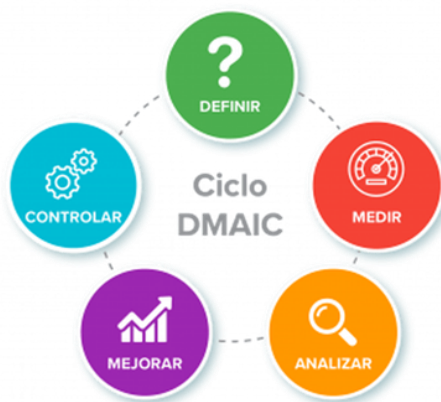 ?
DEFINIR
Ciclo
DMAIC
MEDIR
ANALIZAR
MEJORAR
CONTROLAR